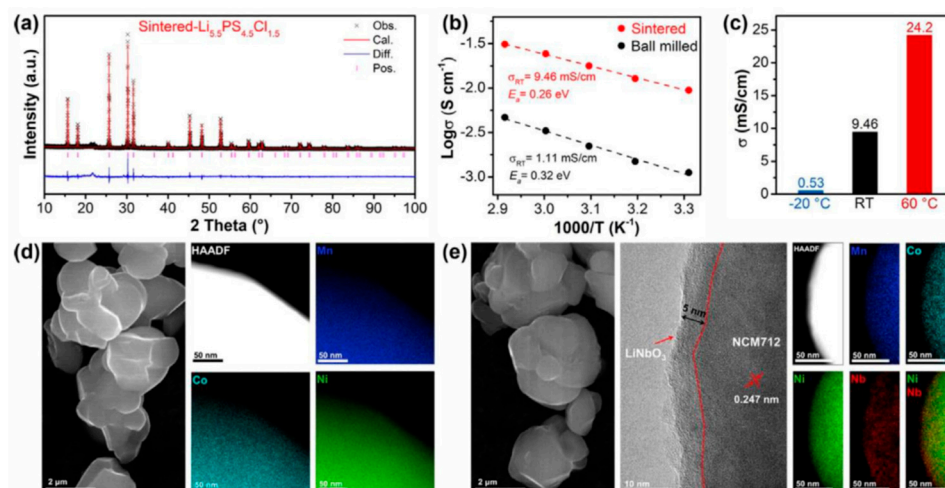 (a)
Sintered-Li5.5PS4.5Cl1.5
Obs.
Cal.
Diff.
Pos.
Intensity (a.u.)
10 20 30 40 50 60 70 80 90 100
2 Theta (°)
(b)
Sintered
Ball milled
Logσ (S cm⁻¹)
-1.5
-2.0
-2.5
-3.0
σRT = 9.46 mS/cm
Ea = 0.26 eV
σRT = 1.11 mS/cm
Ea = 0.32 eV
2.9 3.0 3.1 3.2 3.3
1000/T (K⁻¹)
(c)
σ (mS/cm)
25
20
15
10
5
0
24.2
9.46
0.53
-20 °C RT 60 °C
(d)
HAADF
Mn
50 nm
50 nm
Co
Ni
2 μm
50 nm
50 nm
(e)
5 nm
LiNbO3
NCM712
0.247 nm
2 μm
10 nm
HAADF
Mn
Co
50 nm
50 nm
50 nm
Ni
Nb
Ni
Nb
50 nm
50 nm
50 nm